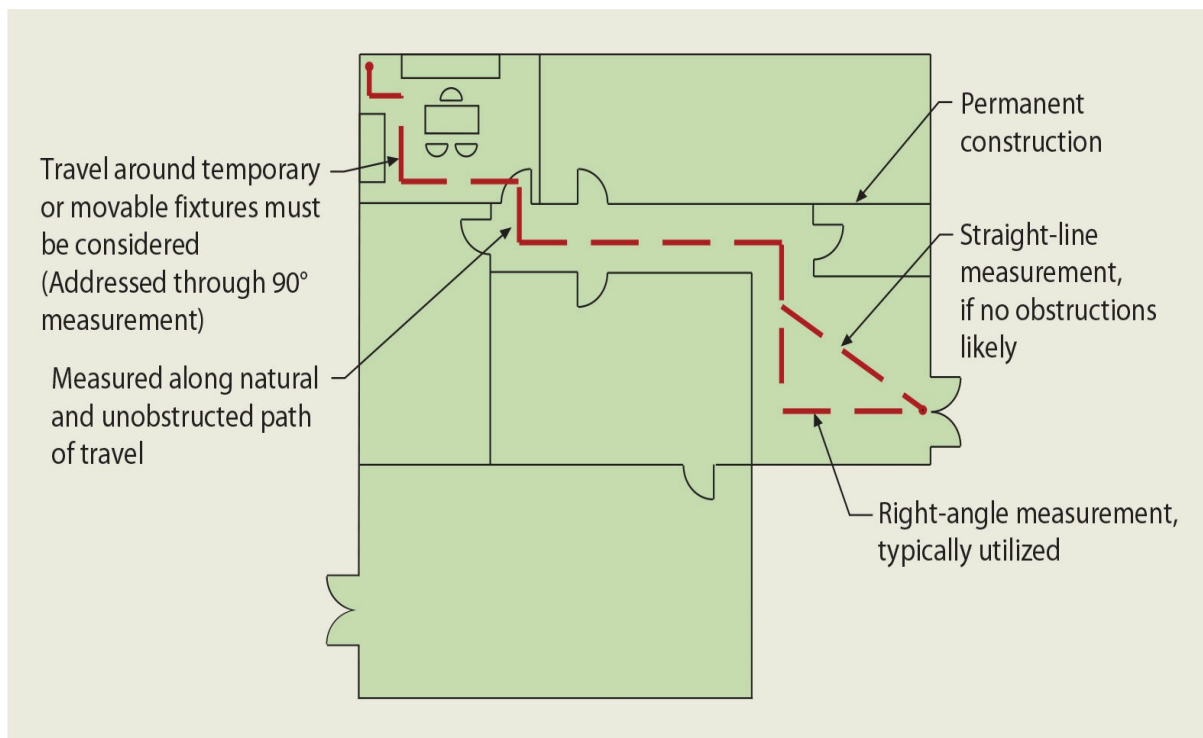 Travel around temporary
or movable fixtures must
be considered
(Addressed through 90°
measurement)
Measured along natural
and unobstructed path
of travel
Permanent
construction
Straight-line
measurement,
if no obstructions
likely
Right-angle measurement,
typically utilized